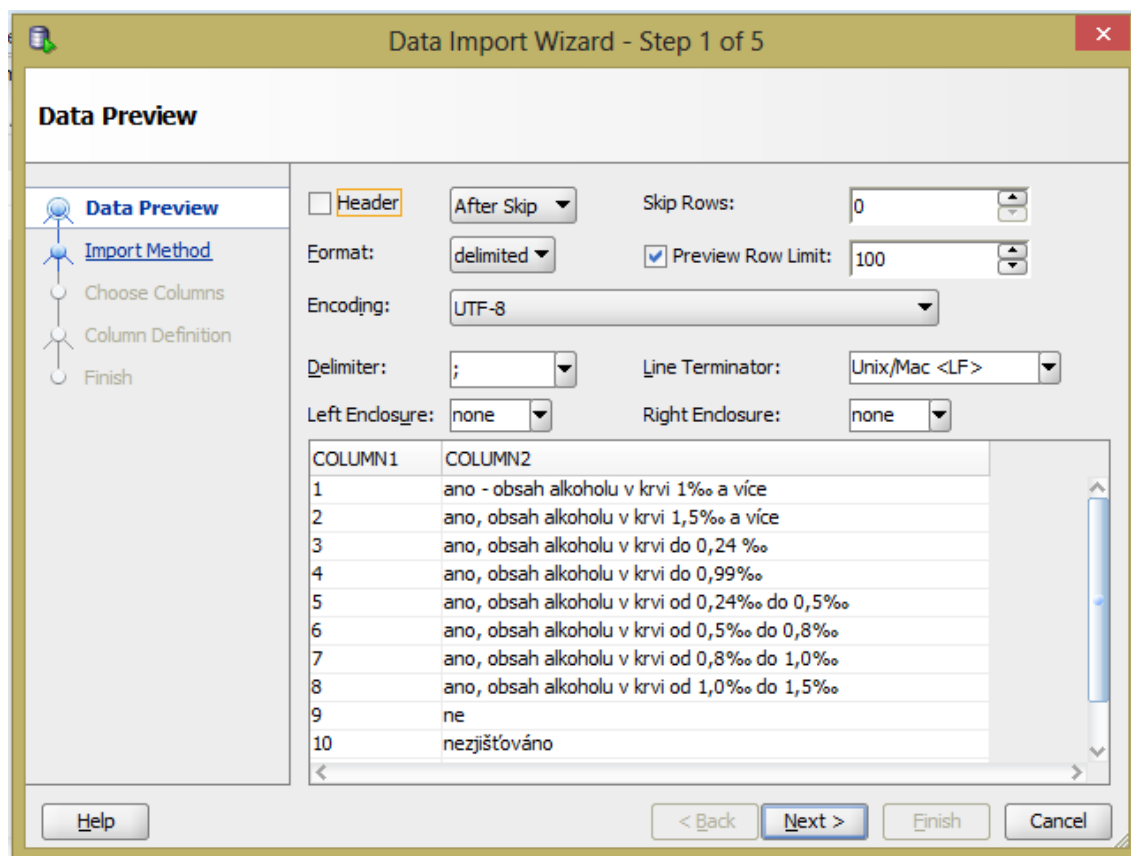 Data Import Wizard - Step 1 of 5
Data Preview
Data Preview
Import Method
Choose Columns
Column Definition
Finish
Header After Skip Skip Rows: 0
Format: delimited Preview Row Limit: 100
Encoding: UTF-8
Delimiter: ; Line Terminator: Unix/Mac <LF>
Left Enclosure: none Right Enclosure: none
COLUMN1 COLUMN2
1 ano - obsah alkoholu v krvi 1‰ a více
2 ano, obsah alkoholu v krvi 1,5‰ a více
3 ano, obsah alkoholu v krvi do 0,24 ‰
4 ano, obsah alkoholu v krvi do 0,99‰
5 ano, obsah alkoholu v krvi od 0,24‰ do 0,5‰
6 ano, obsah alkoholu v krvi od 0,5‰ do 0,8‰
7 ano, obsah alkoholu v krvi od 0,8‰ do 1,0‰
8 ano, obsah alkoholu v krvi od 1,0‰ do 1,5‰
9 ne
10 nezjišťováno
Help < Back Next > Finish Cancel